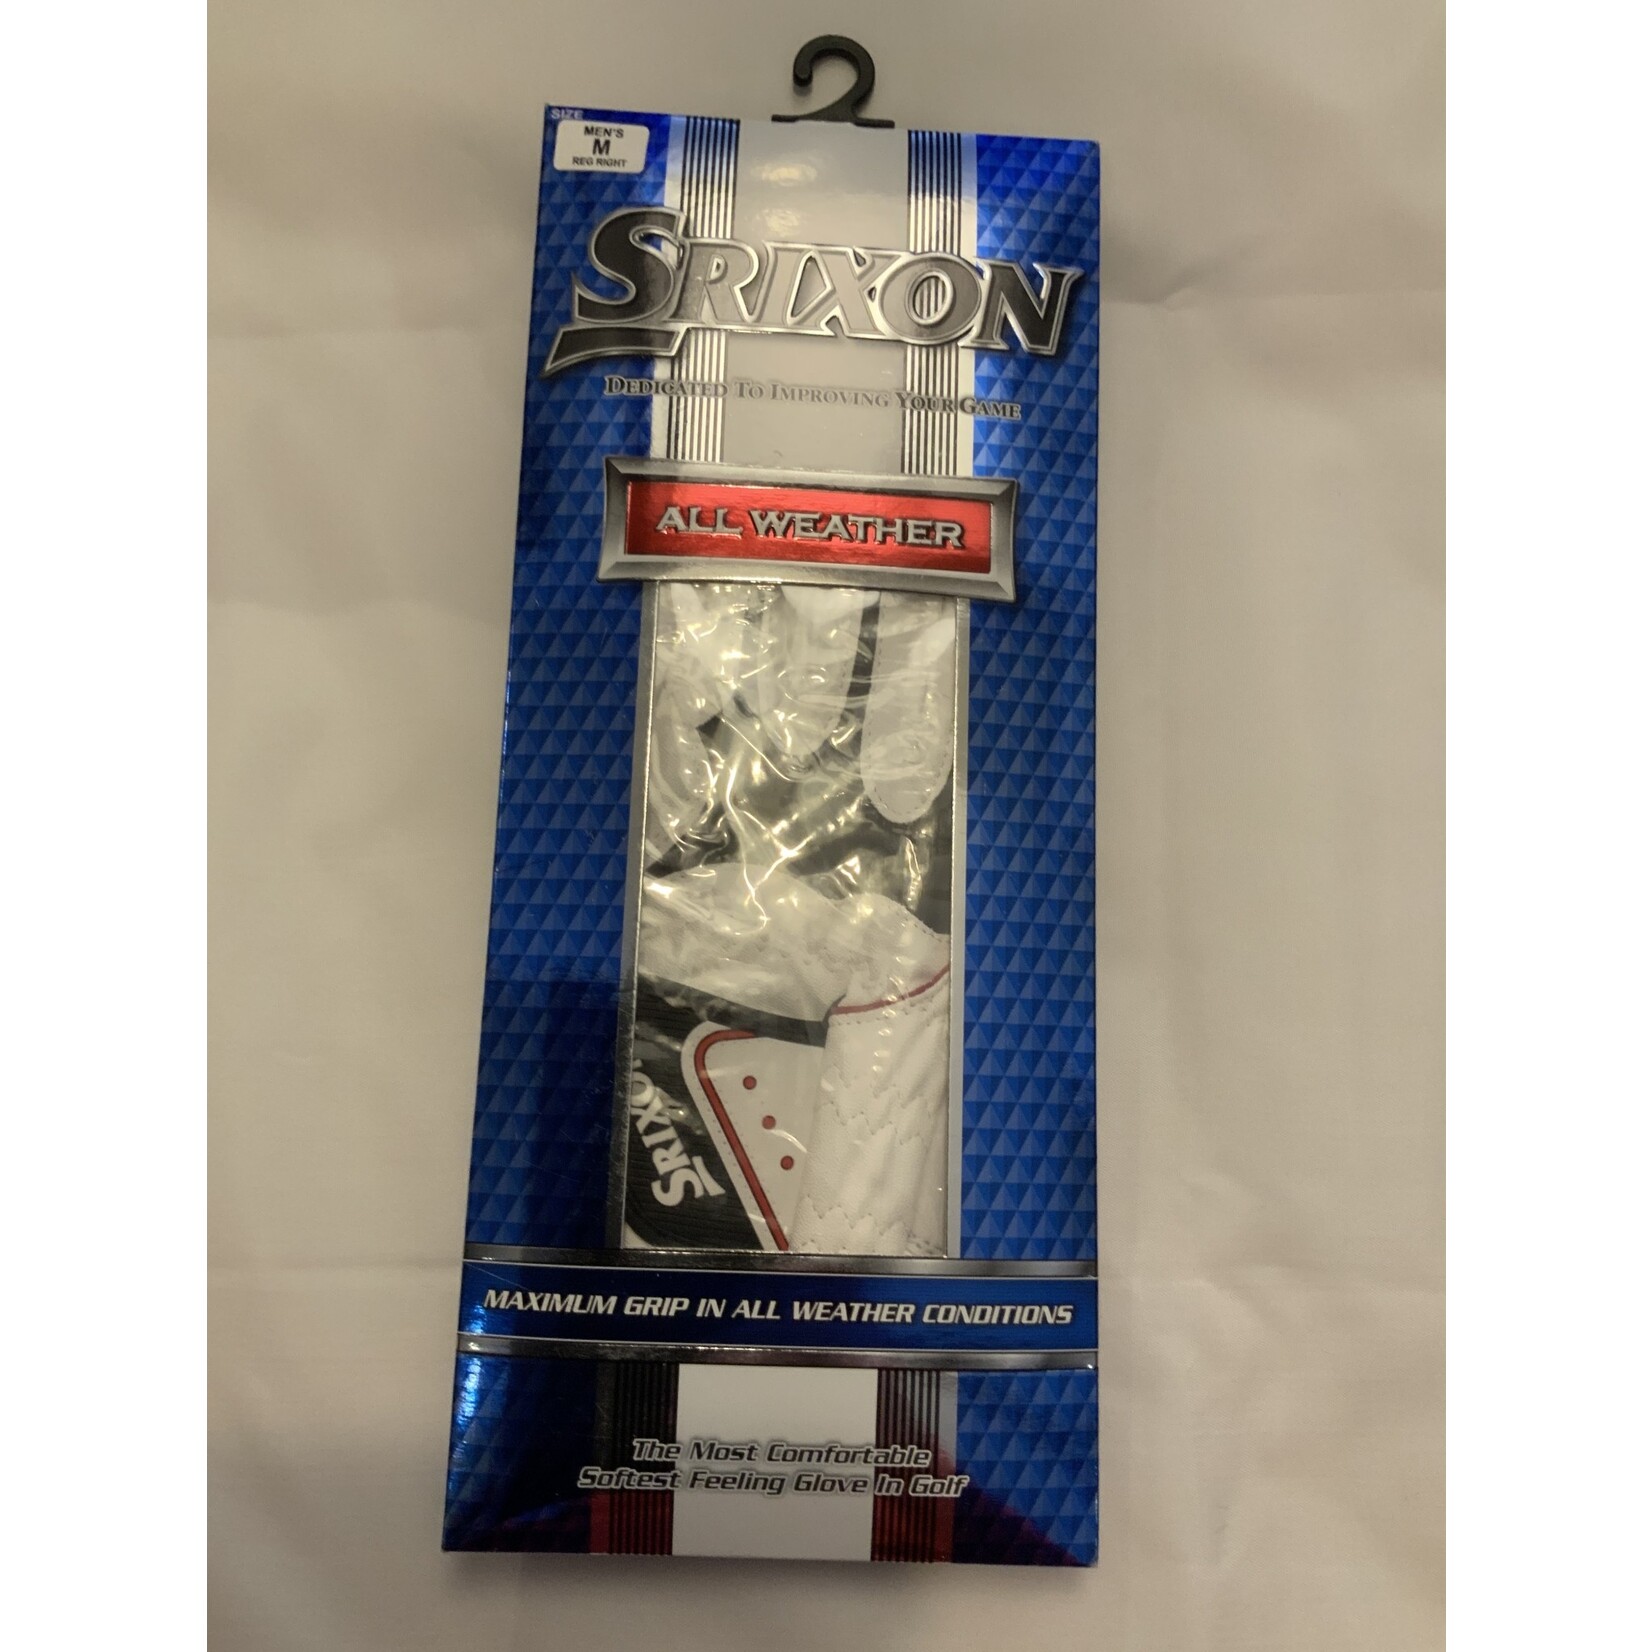 SIZE
MEN'S
M
REG RIGHT
SRIXON
DEDICATED TO IMPROVING YOUR GAME
ALL WEATHER
SRIXO
MAXIMUM GRIP IN ALL WEATHER CONDITIONS
The Most Comfortable
Softest Feeling Glove In Golf